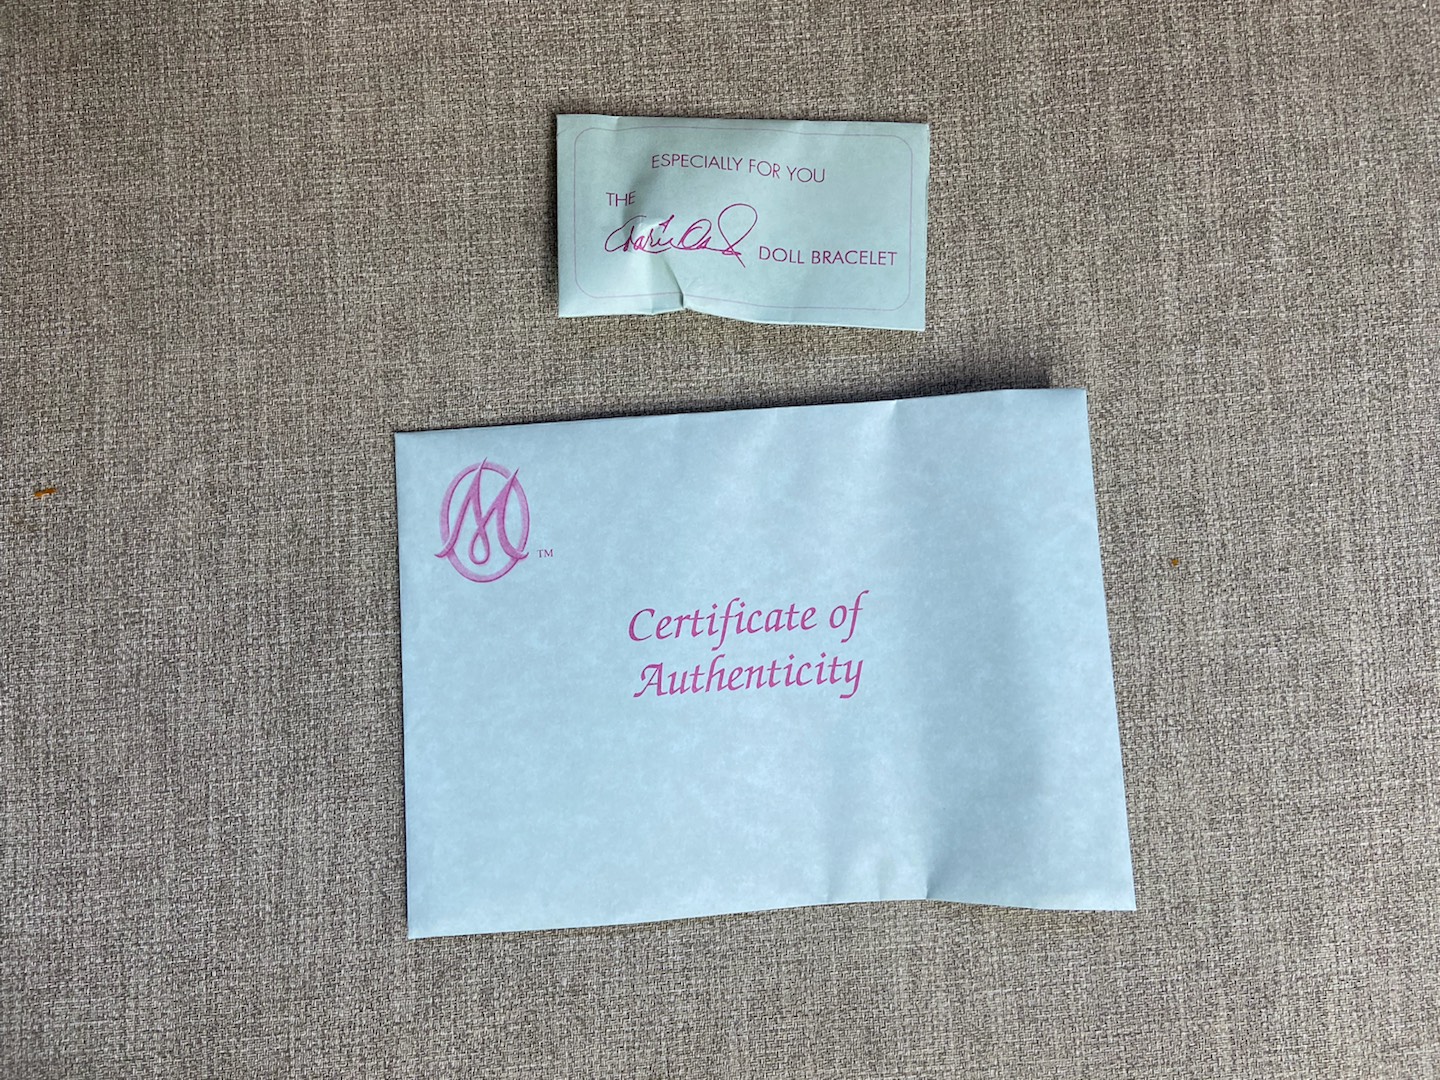 ESPECIALLY FOR YOU
THE
DOLL BRACELET
M
TM
Certificate of
Authenticity